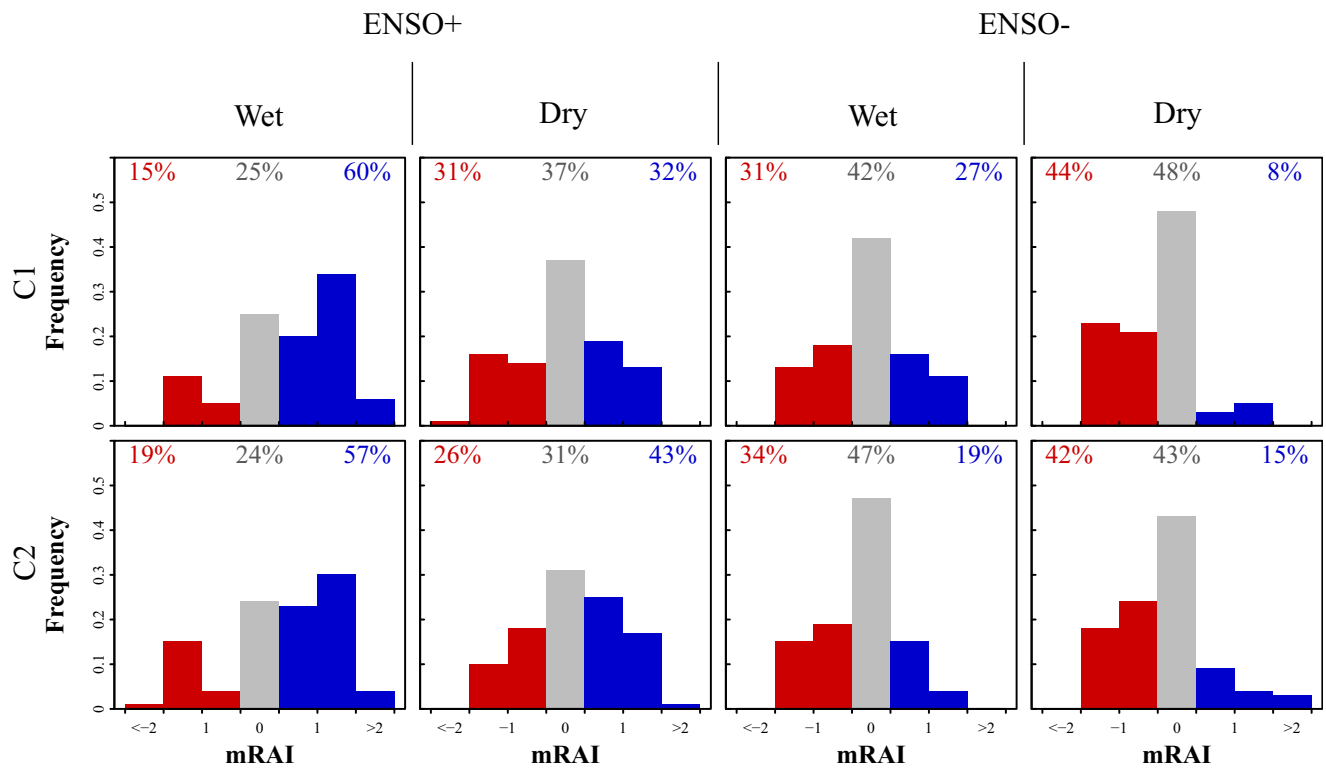 ENSO+ ENSO-
Wet Dry Wet Dry
15% 25% 60% 31% 37% 32% 31% 42% 27% 44% 48% 8%
C1
Frequency
0.5
0.4
0.3
0.2
0.1
0
19% 24% 57% 26% 31% 43% 34% 47% 19% 42% 43% 15%
C2
Frequency
0.5
0.4
0.3
0.2
0.1
0
<−2 1 0 1 >2 <−2 −1 0 1 >2 <−2 −1 0 1 >2 <−2 −1 0 1 >2
mRAI mRAI mRAI mRAI